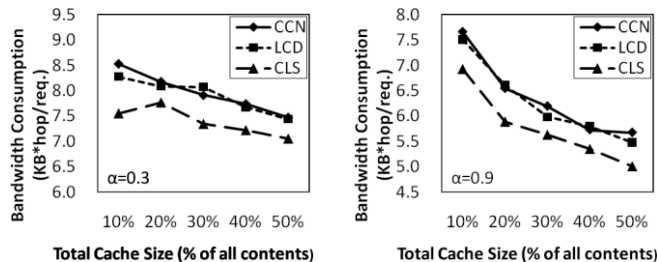 Bandwidth Consumption
(KB*hop/req.)
8.5
8.0
7.5
7.0
6.5
6.0
9.0
CCN
LCD
CLS
α=0.3
10% 20% 30% 40% 50%
Total Cache Size (% of all contents)
Bandwidth Consumption
(KB*hop/req.)
8.0
7.5
7.0
6.5
6.0
5.5
5.0
4.5
CCN
LCD
CLS
α=0.9
10% 20% 30% 40% 50%
Total Cache Size (% of all contents)